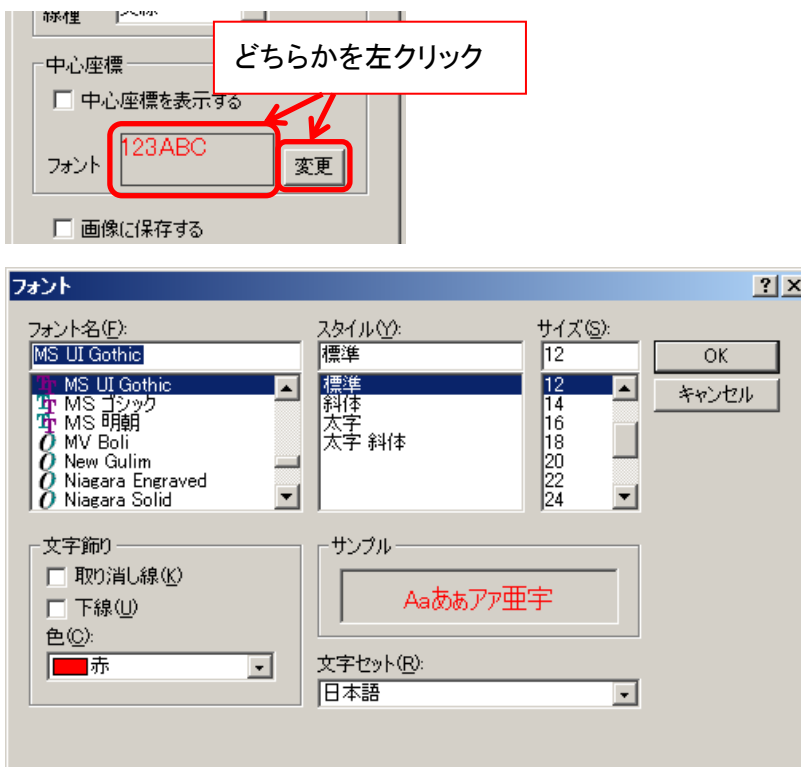 線種
どちらかを左クリック
中心座標
中心座標を表示する
フォント 123ABC 変更
画像に保存する
フォント
フォント名(F): スタイル(Y): サイズ(S):
MS UI Gothic 標準 12 OK
MS UI Gothic 標準 12 キャンセル
MS ゴシック 斜体 14
MS 明朝 太字 16
MV Boli 太字 斜体 18
New Gulim 20
Niagara Engraved 22
Niagara Solid 24
文字飾り サンプル
取り消し線(K)
下線(U) Aaあぁアァ亜宇
色(C):
赤 文字セット(R):
日本語